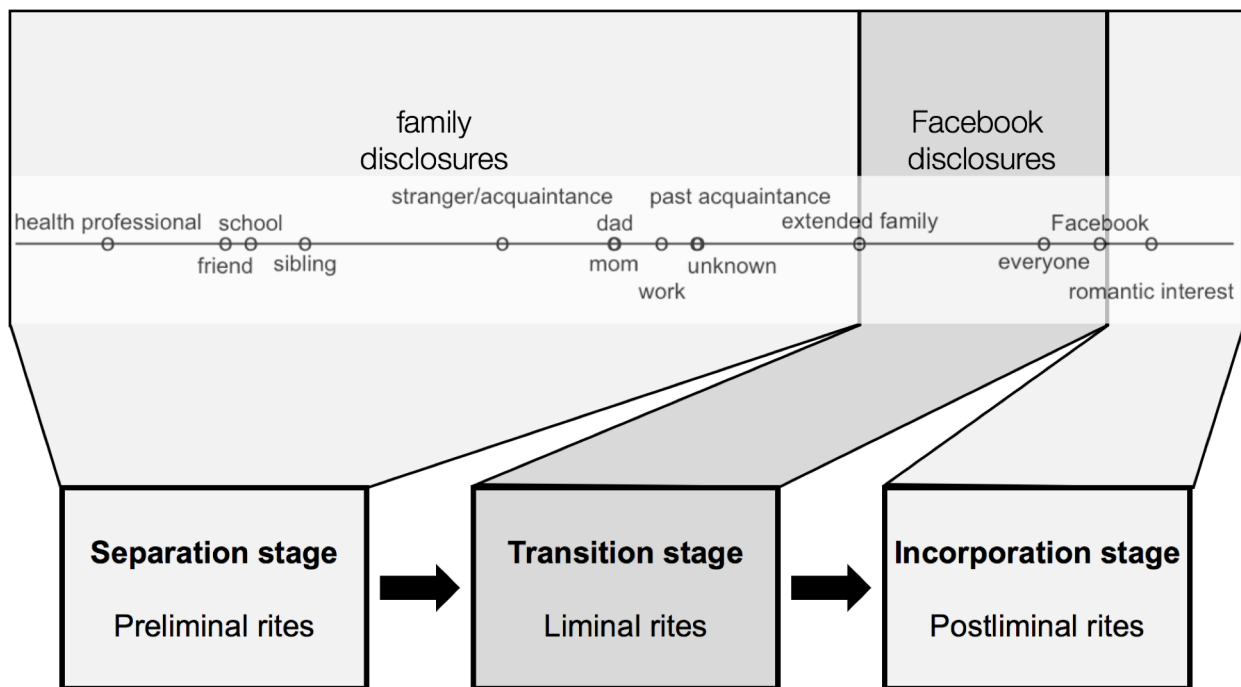 family
disclosures
Facebook
disclosures
stranger/acquaintance
past acquaintance
health professional
school
dad
extended family
Facebook
friend
sibling
mom
unknown
everyone
work
romantic interest
Separation stage
Preliminal rites
Transition stage
Liminal rites
Incorporation stage
Postliminal rites